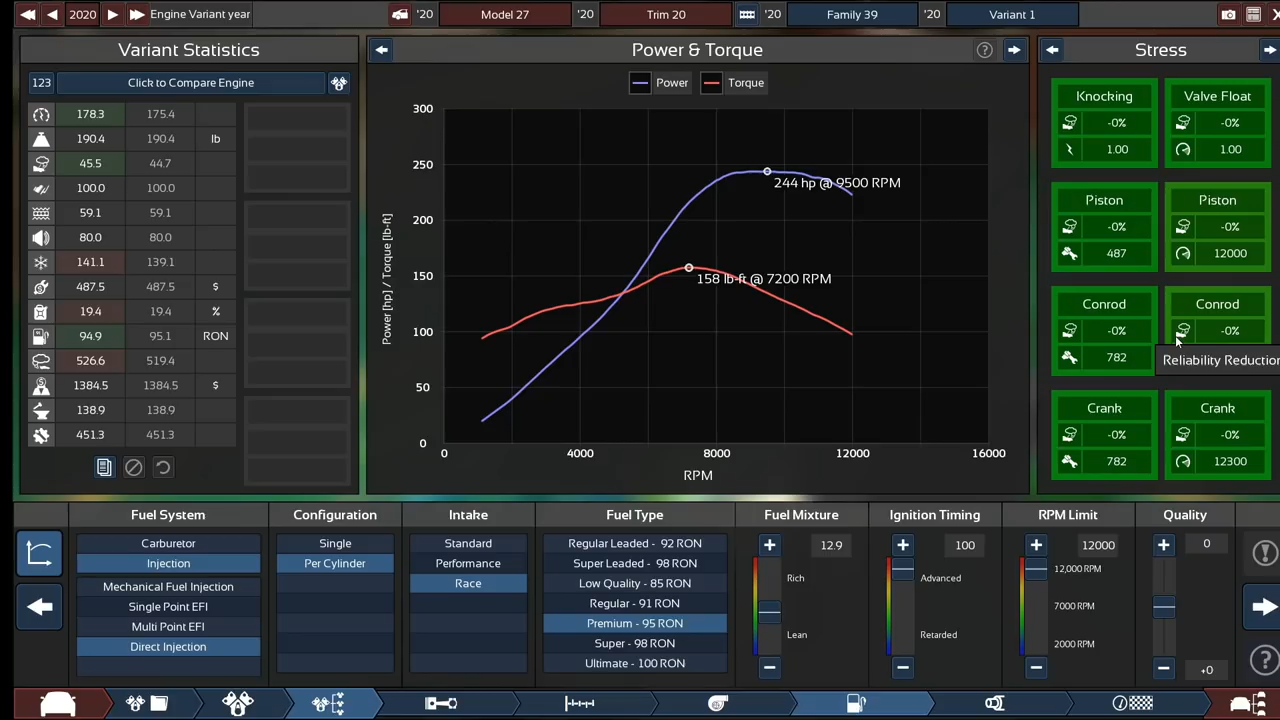 2020 Engine Variant year '20 Model 27 '20 Trim 20 '20 Family 39 '20 Variant 1
Variant Statistics
123 Click to Compare Engine
178.3 175.4
190.4 190.4 lb
45.5 44.7
100.0 100.0
59.1 59.1
80.0 80.0
141.1 139.1
487.5 487.5 $
19.4 19.4 %
94.9 95.1 RON
526.6 519.4
1384.5 1384.5 $
138.9 138.9
451.3 451.3
Power & Torque ?
Power Torque
Power [hp] / Torque [lb-ft]
300
250
200
150
100
50
0
244 hp @ 9500 RPM
158 lb-ft @ 7200 RPM
0 4000 8000 12000 16000
RPM
Stress
Knocking Valve Float
-0% -0%
1.00 1.00
Piston Piston
-0% -0%
487 12000
Conrod Conrod
-0% -0%
782
Reliability Reduction
Crank Crank
-0% -0%
782 12300
Fuel System
Carburetor
Injection
Mechanical Fuel Injection
Single Point EFI
Multi Point EFI
Direct Injection
Configuration
Single
Per Cylinder
Intake
Standard
Performance
Race
Fuel Type
Regular Leaded - 92 RON
Super Leaded - 98 RON
Low Quality - 85 RON
Regular - 91 RON
Premium - 95 RON
Super - 98 RON
Ultimate - 100 RON
Fuel Mixture
+ 12.9
Rich
Lean
-
Ignition Timing
+ 100
Advanced
Retarded
-
RPM Limit
+ 12000
12,000 RPM
7000 RPM
2000 RPM
-
Quality
+ 0
- +0
!
?